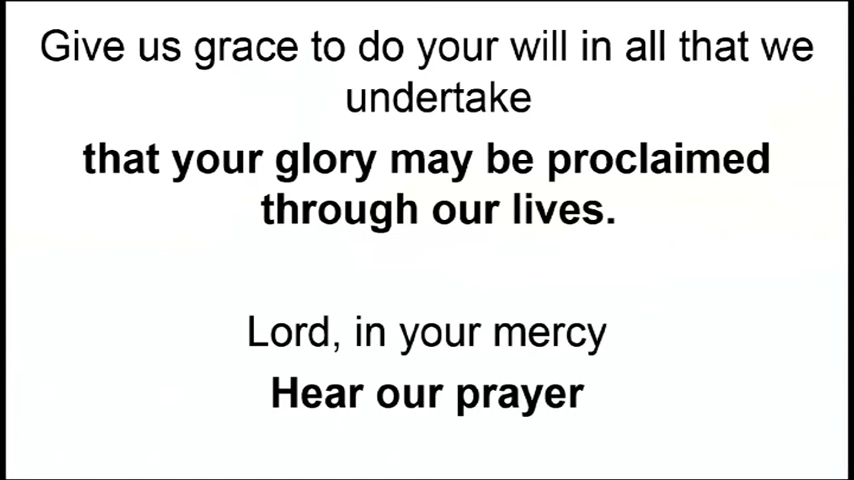 Give us grace to do your will in all that we
undertake
that your glory may be proclaimed
through our lives.
Lord, in your mercy
Hear our prayer